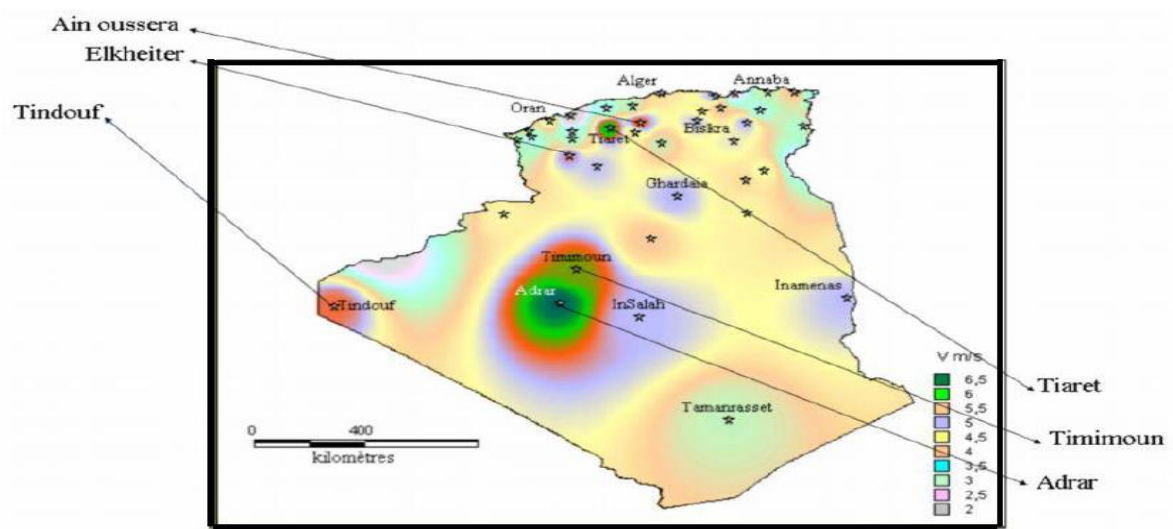 Ain oussera
Elkheiter
Tindouf
Alger
Annaba
Oran
Tiaret
Biskra
Ghardaia
Timimoun
Adrar
Tindouf
InSalah
Inamenas
Tamanrasset
0 400
kilomètres
V m/s
6,5
6
5,5
5
4,5
4
3,5
3
2,5
2
Tiaret
Timimoun
Adrar